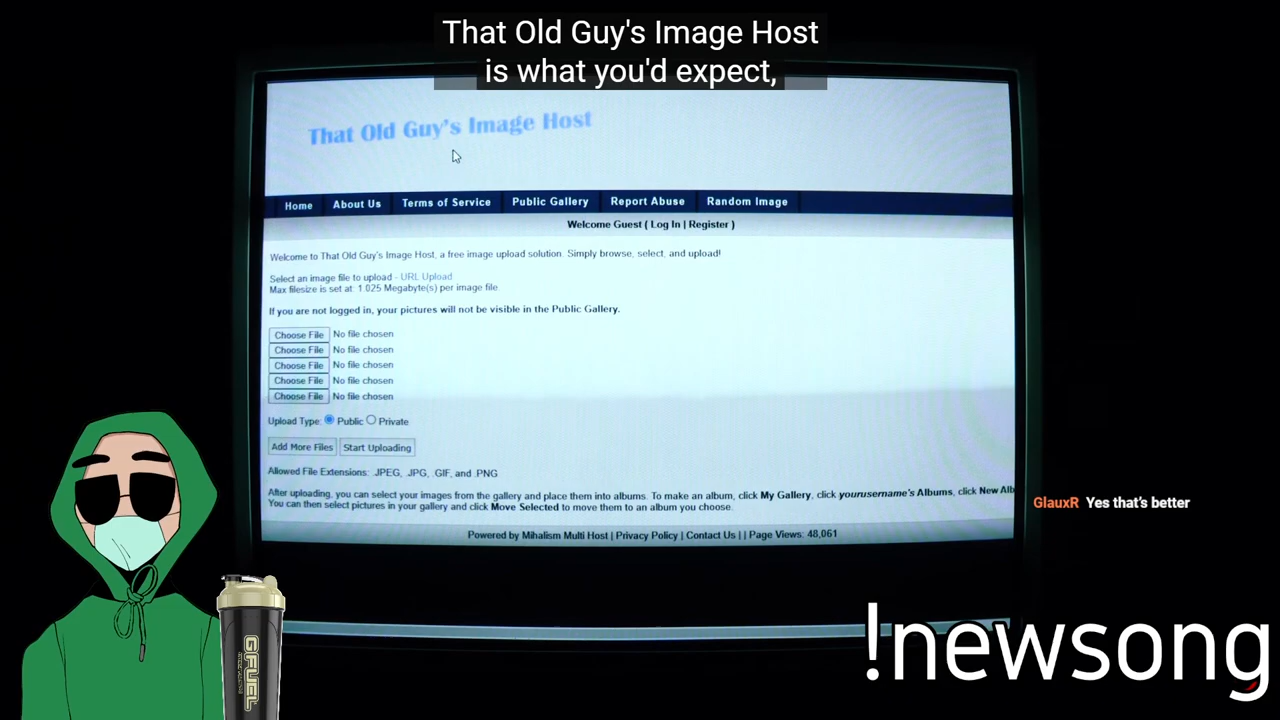 That Old Guy's Image Host
is what you'd expect,
That Old Guy's Image Host
Home About Us Terms of Service Public Gallery Report Abuse Random Image
Welcome Guest ( Log In | Register )
Welcome to That Old Guy's Image Host, a free image upload solution. Simply browse, select, and upload!
Select an image file to upload - URL Upload
Max filesize is set at: 1.025 Megabyte(s) per image file.
If you are not logged in, your pictures will not be visible in the Public Gallery.
Choose File No file chosen
Choose File No file chosen
Choose File No file chosen
Choose File No file chosen
Choose File No file chosen
Upload Type: Public Private
Add More Files Start Uploading
Allowed File Extensions: .JPEG, .JPG, .GIF, and .PNG
After uploading, you can select your images from the gallery and place them into albums. To make an album, click My Gallery, click yourusername's Albums, click New Alb
You can then select pictures in your gallery and click Move Selected to move them to an album you choose.
Powered by Mihalism Multi Host | Privacy Policy | Contact Us | | Page Views: 48,061
GlauxR Yes that's better
GFUEL
!newsong